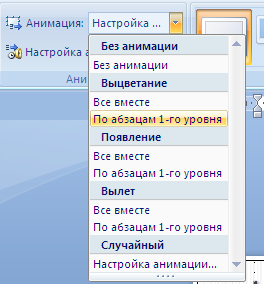 Анимация: Настройка ...
Настройка а
Ани
Без анимации
Без анимации
Выцветание
Все вместе
По абзацам 1-го уровня
Появление
Все вместе
По абзацам 1-го уровня
Вылет
Все вместе
По абзацам 1-го уровня
Случайный
Настройка анимации...